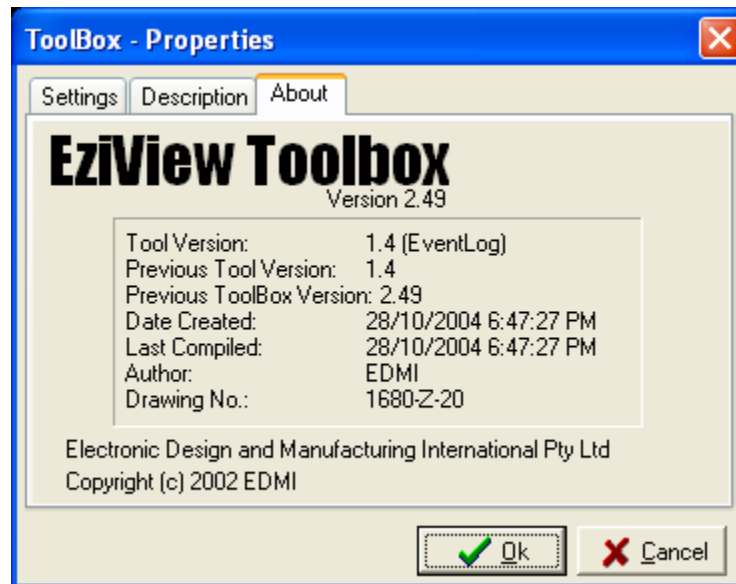 ToolBox - Properties
Settings Description About
EziView Toolbox
Version 2.49
Tool Version: 1.4 (EventLog)
Previous Tool Version: 1.4
Previous ToolBox Version: 2.49
Date Created: 28/10/2004 6:47:27 PM
Last Compiled: 28/10/2004 6:47:27 PM
Author: EDMI
Drawing No.: 1680-Z-20
Electronic Design and Manufacturing International Pty Ltd
Copyright (c) 2002 EDMI
Ok Cancel